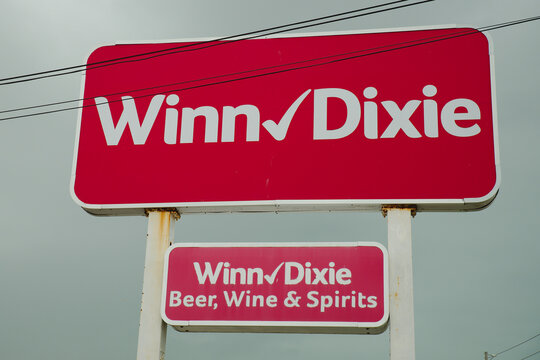 Winn✓Dixie
Winn✓Dixie
Beer, Wine & Spirits